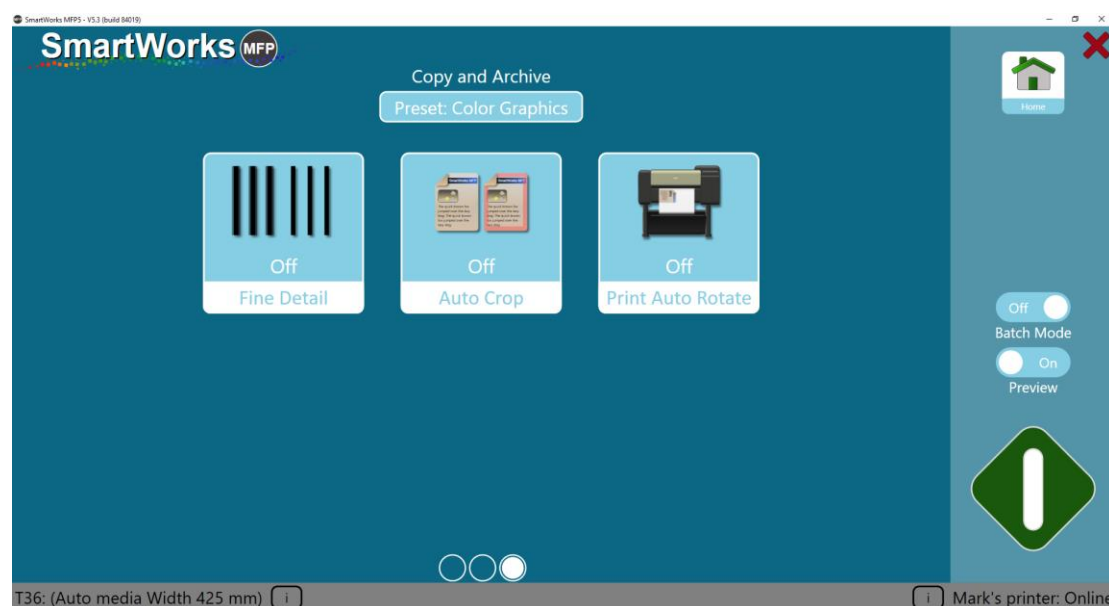 SmartWorks MFP5 - V5.3 (build 84019)
SmartWorks MFP
Copy and Archive
Preset: Color Graphics
Home
Off
Fine Detail
Off
Auto Crop
Off
Print Auto Rotate
Off
Batch Mode
On
Preview
T36: (Auto media Width 425 mm) i
i Mark's printer: Online